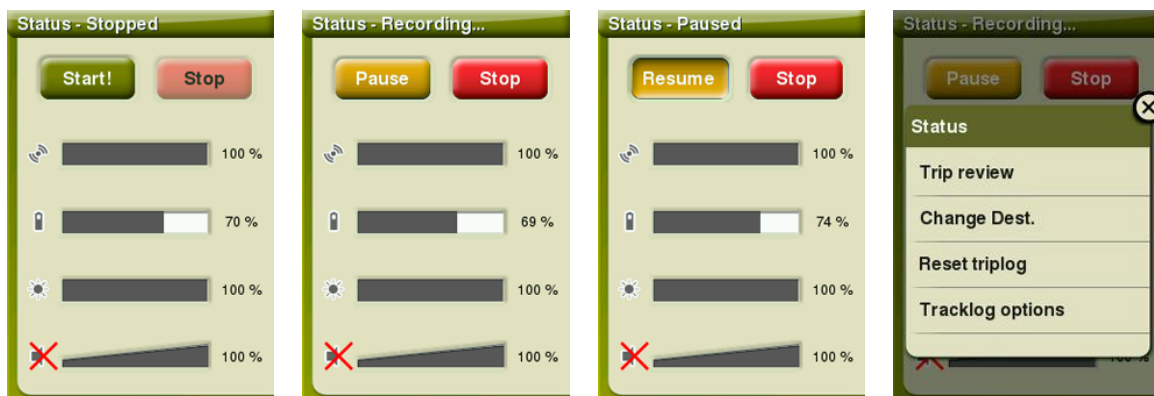 Status - Stopped
Start! Stop
100 %
70 %
100 %
100 %
Status - Recording...
Pause Stop
100 %
69 %
100 %
100 %
Status - Paused
Resume Stop
100 %
74 %
100 %
100 %
Status - Recording...
Pause Stop
Status
Trip review
Change Dest.
Reset trilog
Tracklog options